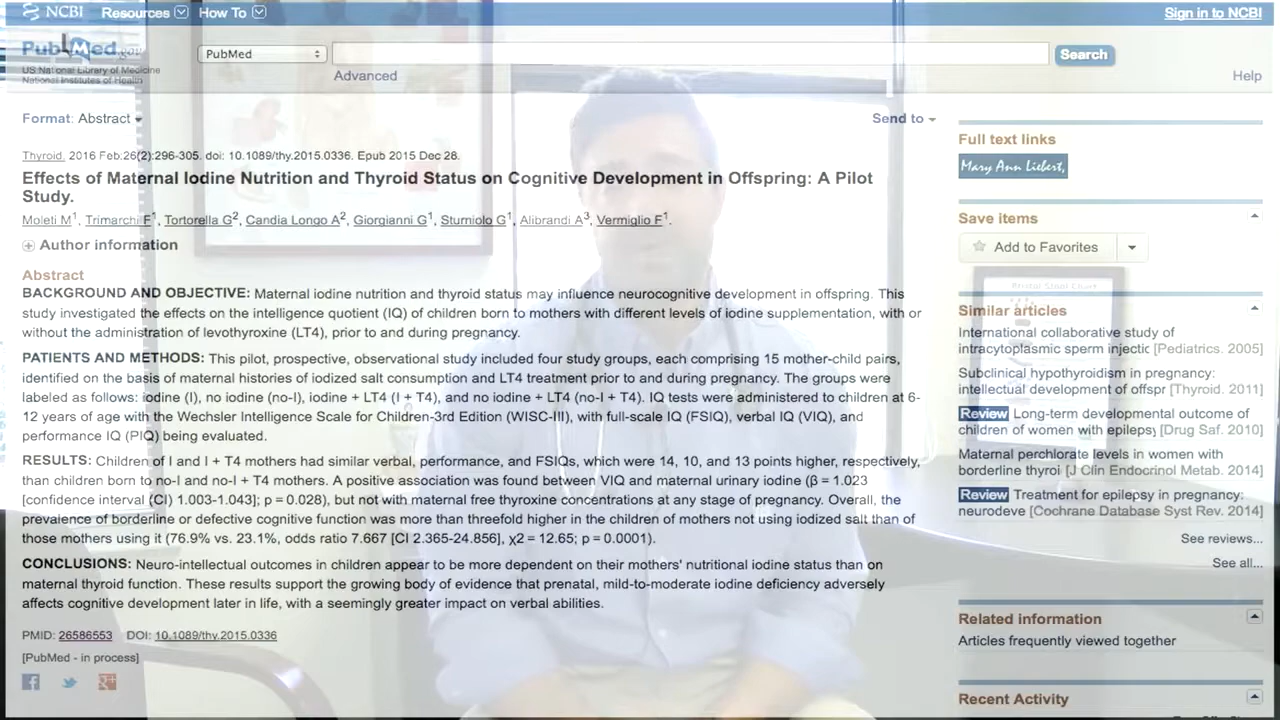 NCBI Resources How To Sign in to NCBI
PubMed.gov
US National Library of Medicine
National Institutes of Health
PubMed
Search
Advanced
Help
Format: Abstract
Send to
Thyroid. 2016 Feb;26(2):296-305. doi: 10.1089/thy.2015.0336. Epub 2015 Dec 28.
Effects of Maternal Iodine Nutrition and Thyroid Status on Cognitive Development in Offspring: A Pilot
Study.
Moleti M1, Trimarchi F1, Tortorella G2, Candia Longo A2, Giorgianni G1, Sturniolo G1, Alibrandi A3, Vermiglio F1.
Author information
Abstract
BACKGROUND AND OBJECTIVE: Maternal iodine nutrition and thyroid status may influence neurocognitive development in offspring. This
study investigated the effects on the intelligence quotient (IQ) of children born to mothers with different levels of iodine supplementation, with or
without the administration of levothyroxine (LT4), prior to and during pregnancy.
PATIENTS AND METHODS: This pilot, prospective, observational study included four study groups, each comprising 15 mother-child pairs,
identified on the basis of maternal histories of iodized salt consumption and LT4 treatment prior to and during pregnancy. The groups were
labeled as follows: iodine (I), no iodine (no-I), iodine + LT4 (I + T4), and no iodine + LT4 (no-I + T4). IQ tests were administered to children at 6-
12 years of age with the Wechsler Intelligence Scale for Children-3rd Edition (WISC-III), with full-scale IQ (FSIQ), verbal IQ (VIQ), and
performance IQ (PIQ) being evaluated.
RESULTS: Children of I and I + T4 mothers had similar verbal, performance, and FSIQs, which were 14, 10, and 13 points higher, respectively,
than children born to no-I and no-I + T4 mothers. A positive association was found between VIQ and maternal urinary iodine (β = 1.023
[confidence interval (CI) 1.003-1.043]; p = 0.028), but not with maternal free thyroxine concentrations at any stage of pregnancy. Overall, the
prevalence of borderline or defective cognitive function was more than threefold higher in the children of mothers not using iodized salt than of
those mothers using it (76.9% vs. 23.1%, odds ratio 7.667 [CI 2.365-24.856], χ2 = 12.65; p = 0.0001).
CONCLUSIONS: Neuro-intellectual outcomes in children appear to be more dependent on their mothers' nutritional iodine status than on
maternal thyroid function. These results support the growing body of evidence that prenatal, mild-to-moderate iodine deficiency adversely
affects cognitive development later in life, with a seemingly greater impact on verbal abilities.
PMID: 26586553 DOI: 10.1089/thy.2015.0336
[PubMed - in process]
Full text links
Mary Ann Liebert,
Save items
Add to Favorites
Bristol Stool Chart
Similar articles
International collaborative study of
intracytoplasmic sperm injectic [Pediatrics. 2005]
Subclinical hypothyroidism in pregnancy:
intellectual development of offspr [Thyroid. 2011]
Review Long-term developmental outcome of
children of women with epileps [Drug Saf. 2010]
Maternal perchlorate levels in women with
borderline thyroi [J Clin Endocrinol Metab. 2014]
Review Treatment for epilepsy in pregnancy:
neurodeve [Cochrane Database Syst Rev. 2014]
See reviews...
See all...
Related information
Articles frequently viewed together
Recent Activity